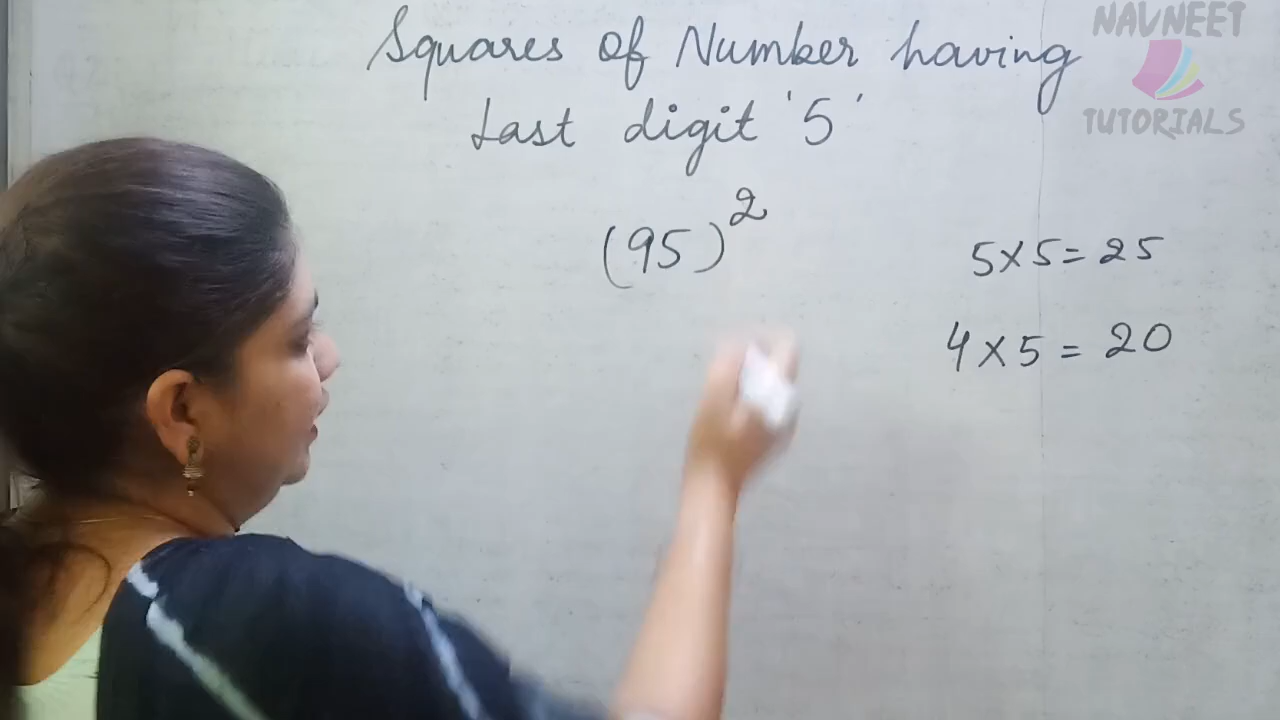 Squares of Number having
Last digit '5'
(95)²
5×5=25
4×5=20
NAVNEET
TUTORIALS